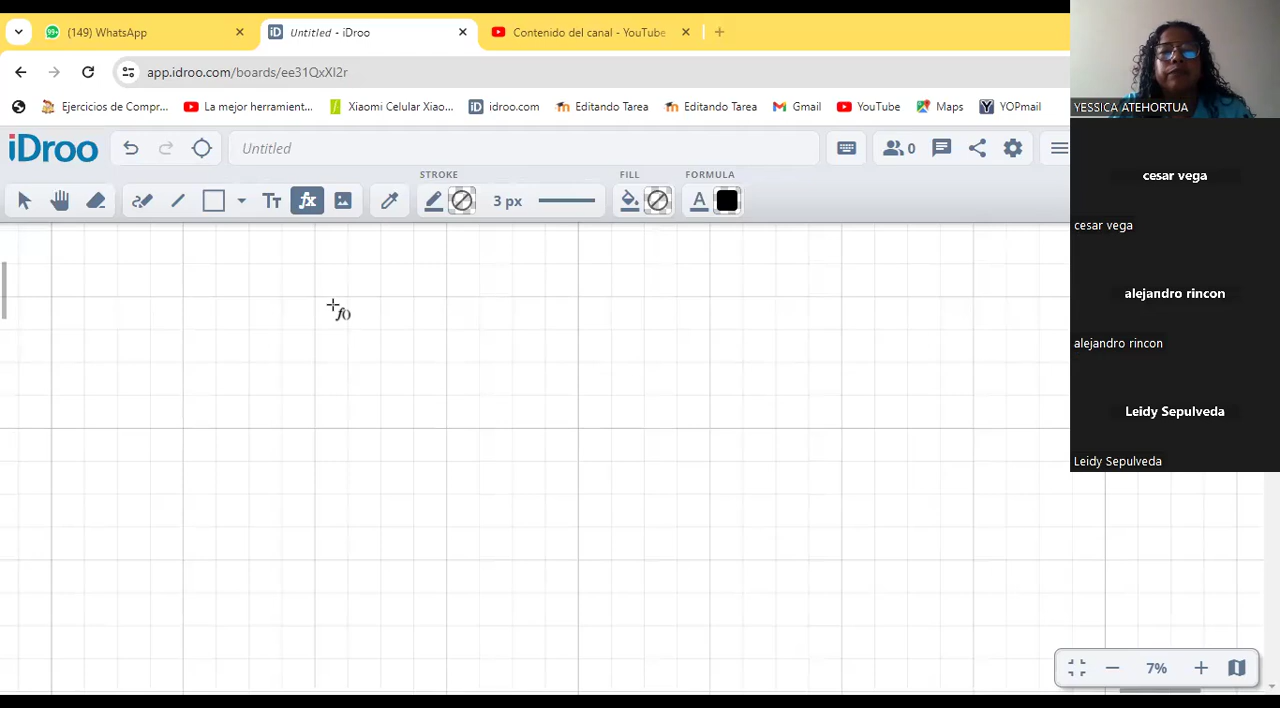 (149) WhatsApp
Untitled - iDroo
Contenido del canal - YouTube
app.idroo.com/boards/ee31QxXl2r
Ejercicios de Compr...
La mejor herramient...
Xiaomi Celular Xiao...
idroo.com
Editando Tarea
Editando Tarea
Gmail
YouTube
Maps
YOPmail
iDroo
Untitled
0
STROKE
FILL
FORMULA
Tт
fx
3 px
A
f()
7%
YESSICA ATEHORTUA
cesar vega
cesar vega
alejandro rincon
alejandro rincon
Leidy Sepulveda
Leidy Sepulveda